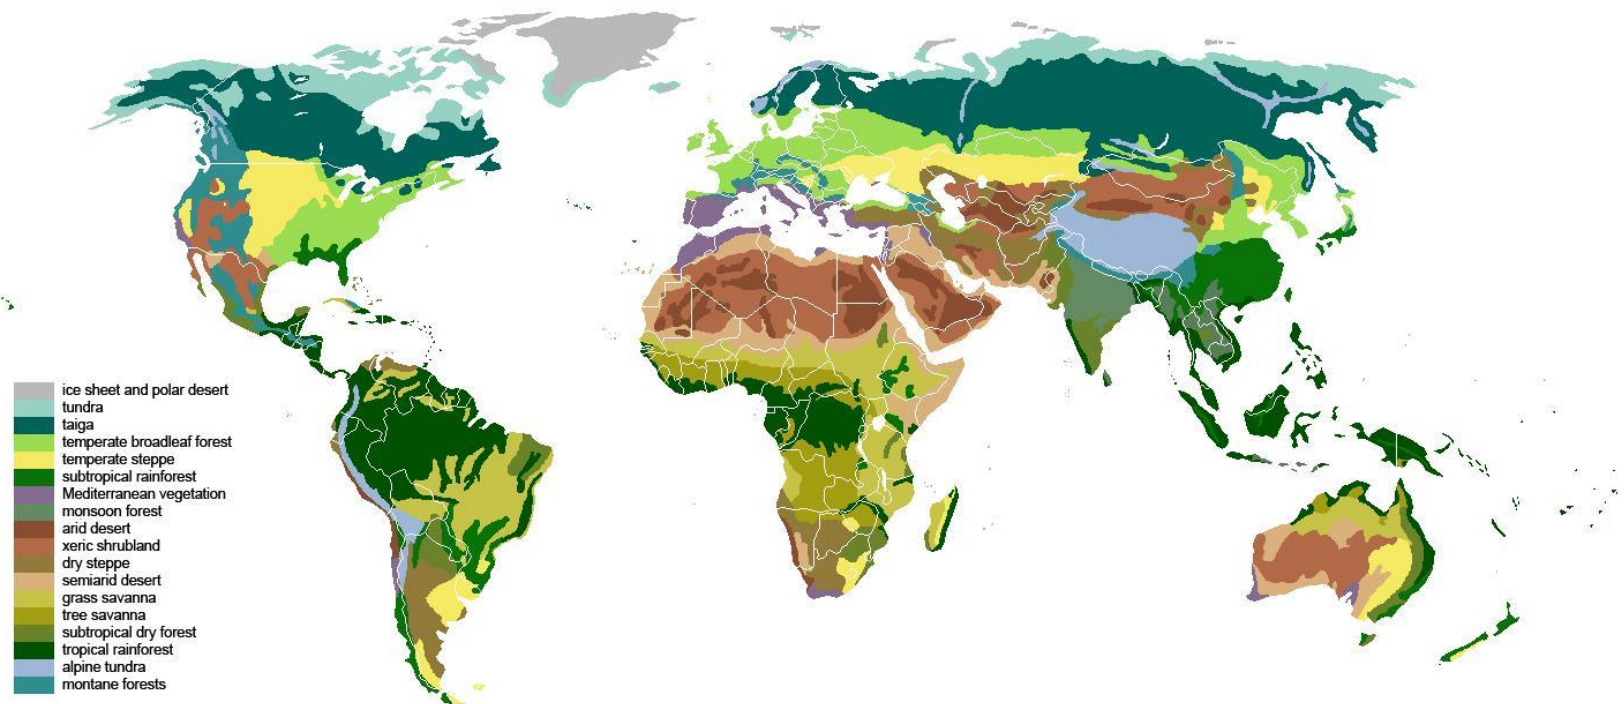 ice sheet and polar desert
tundra
taiga
temperate broadleaf forest
temperate steppe
subtropical rainforest
Mediterranean vegetation
monsoon forest
arid desert
xeric shrubland
dry steppe
semiarid desert
grass savanna
tree savanna
subtropical dry forest
tropical rainforest
alpine tundra
montane forests